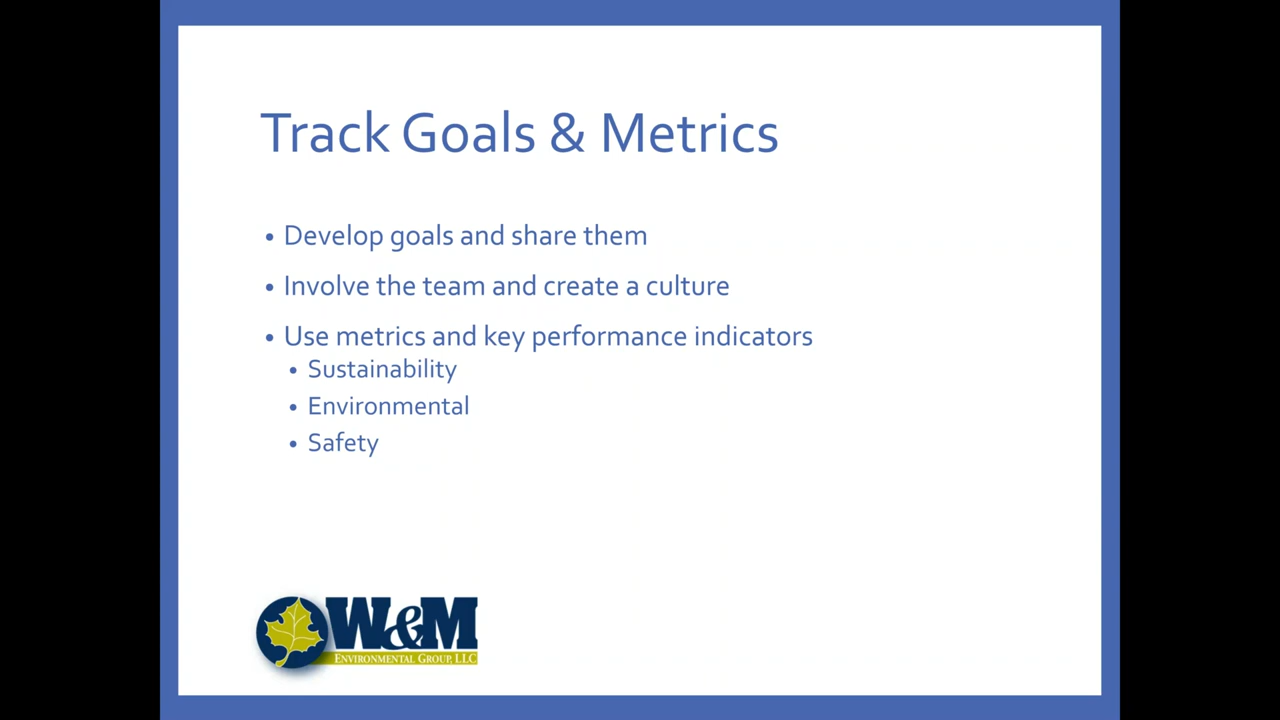 Track Goals & Metrics
• Develop goals and share them
• Involve the team and create a culture
• Use metrics and key performance indicators
• Sustainability
• Environmental
• Safety
W&M
ENVIRONMENTAL GROUP, LLC